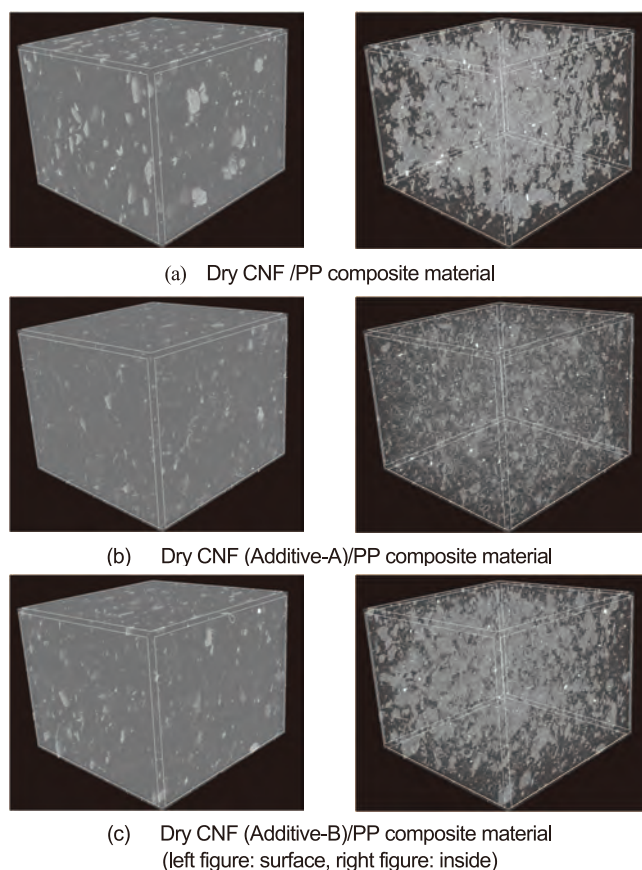 (a) Dry CNF /PP composite material
(b) Dry CNF (Additive-A)/PP composite material
(c) Dry CNF (Additive-B)/PP composite material
(left figure: surface, right figure: inside)